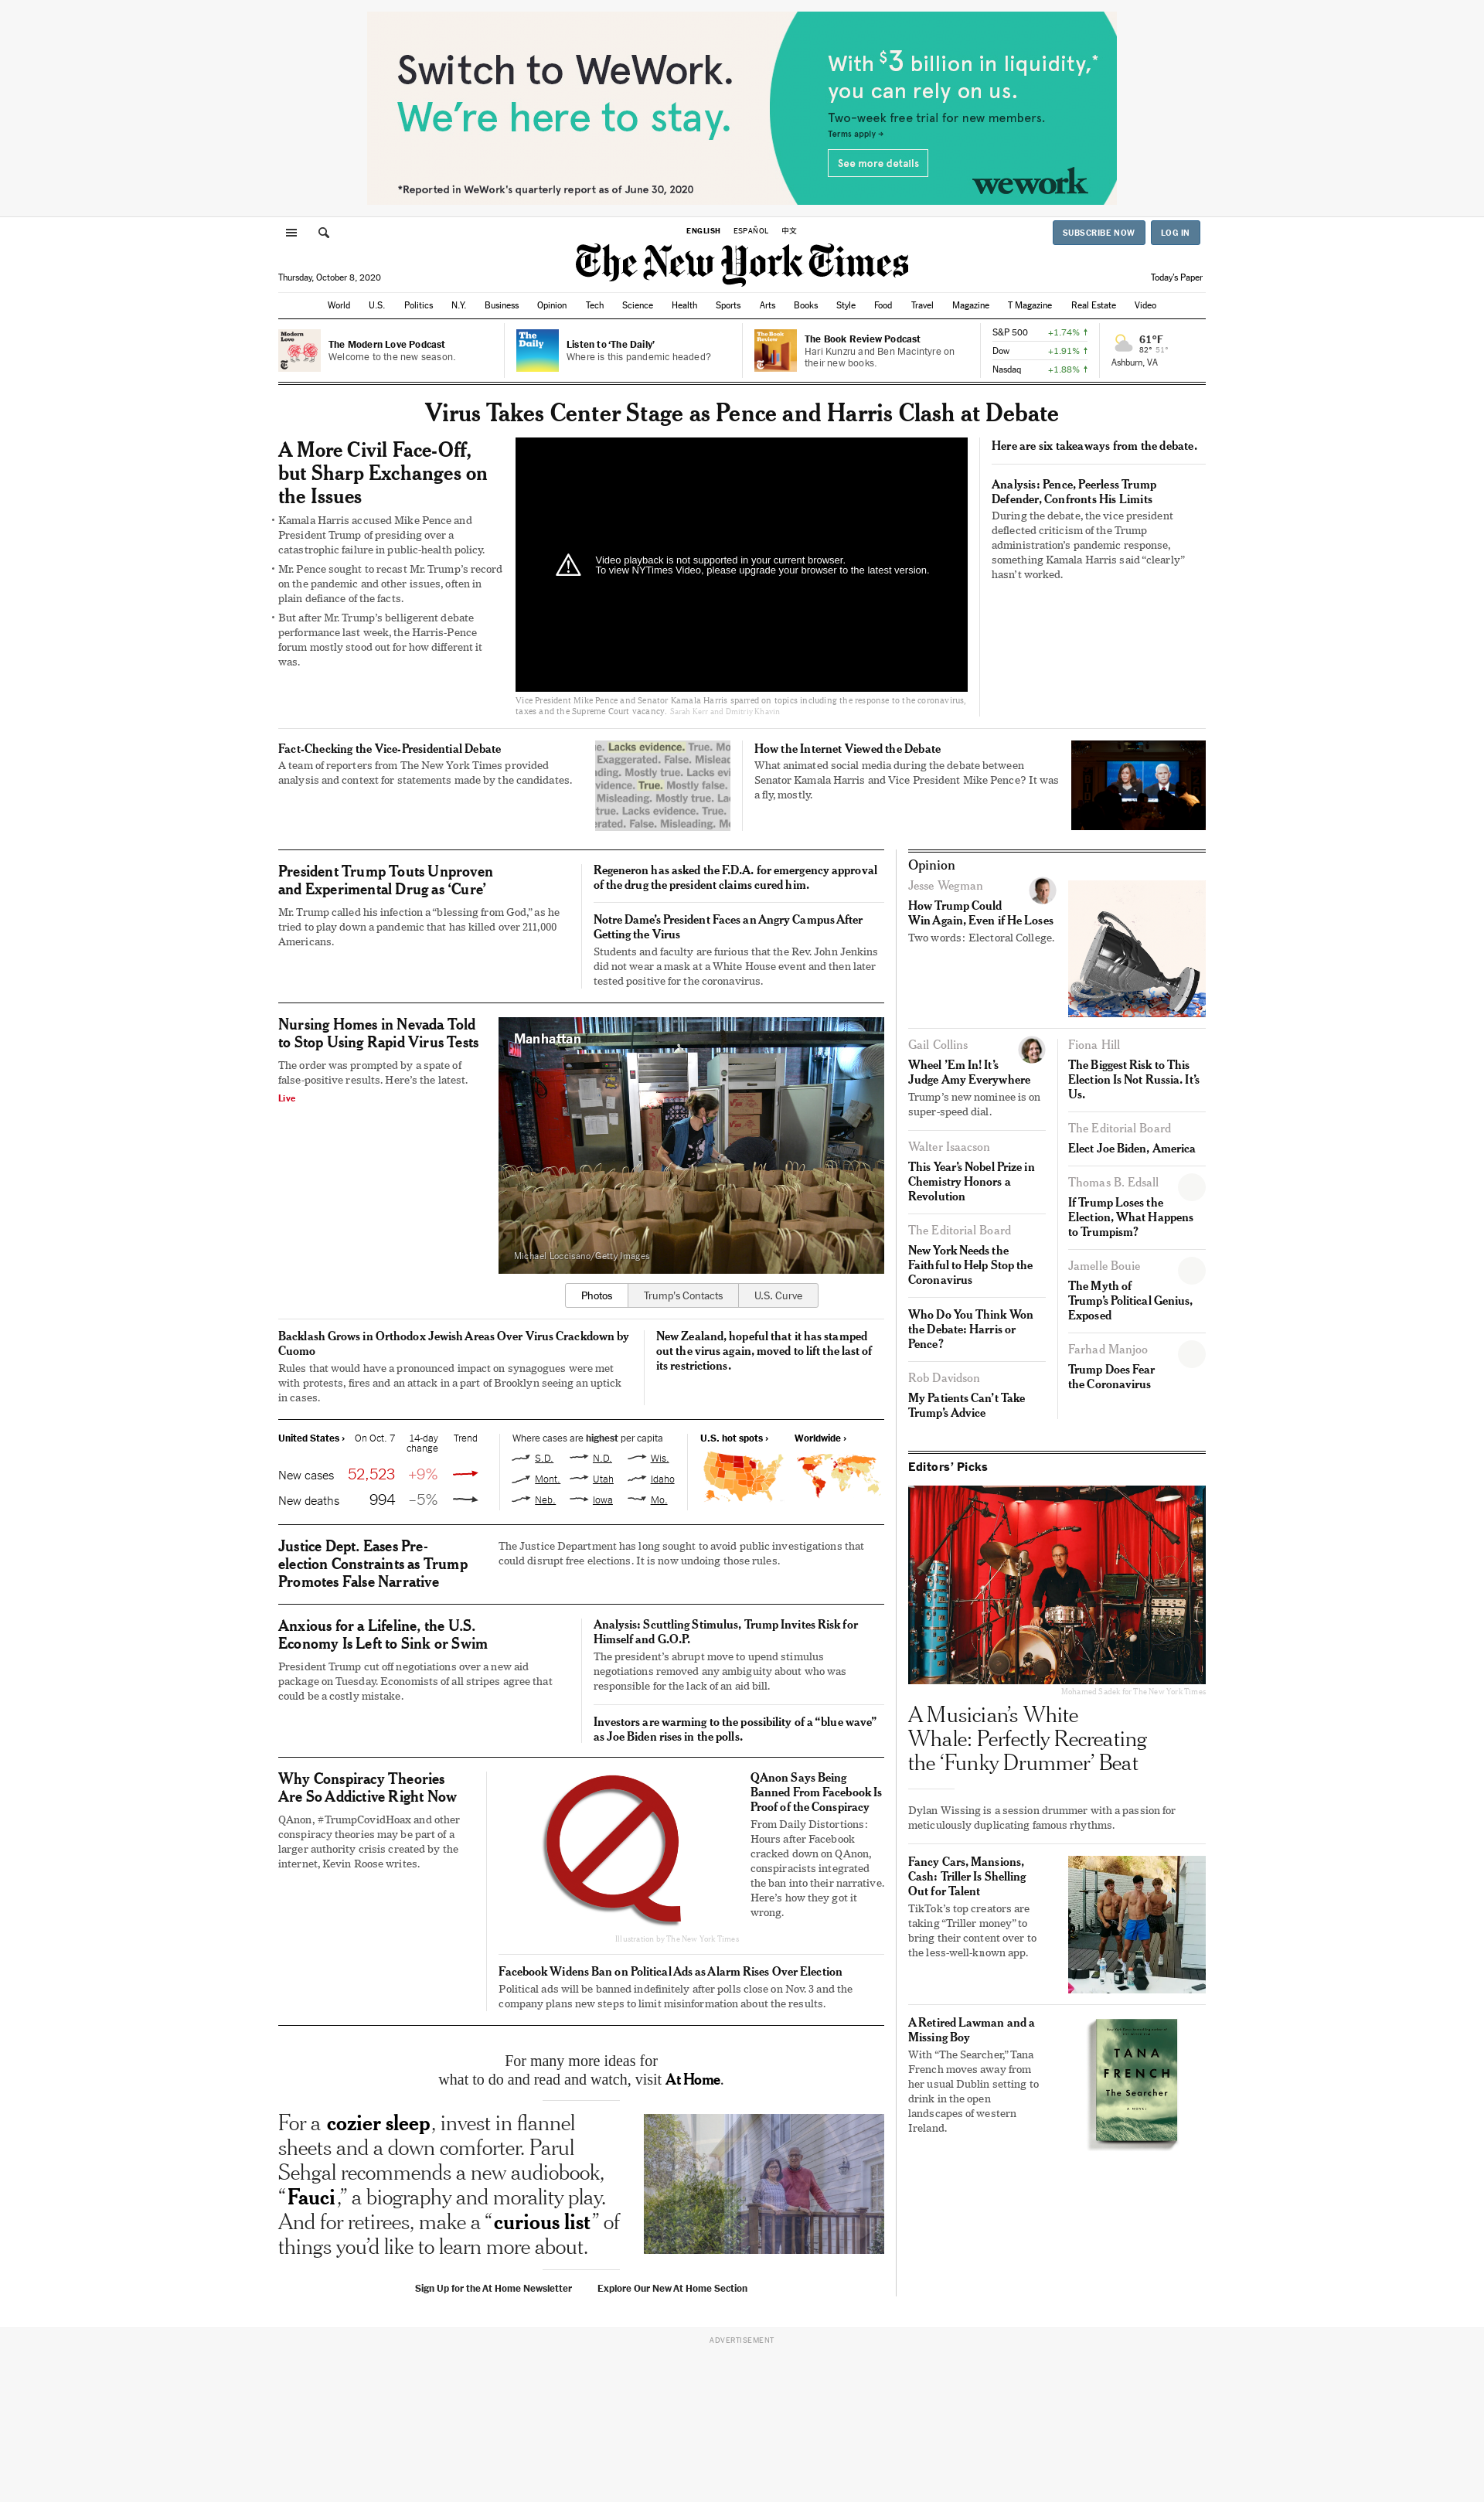 Switch to WeWork.
We're here to stay.
*Reported in WeWork's quarterly report as of June 30, 2020
With $3 billion in liquidity,*
you can rely on us.
Two-week free trial for new members.
Terms apply →
See more details
wework
ENGLISH ESPAÑOL 中文
SUBSCRIBE NOW LOG IN
The New York Times
Thursday, October 8, 2020
Today's Paper
World U.S. Politics N.Y. Business Opinion Tech Science Health Sports Arts Books Style Food Travel Magazine T Magazine Real Estate Video
Modern
Love
The Modern Love Podcast
Welcome to the new season.
The
Daily
Listen to 'The Daily'
Where is this pandemic headed?
The Book
Review
The Book Review Podcast
Hari Kunzru and Ben Macintyre on
their new books.
S&P 500 +1.74% ↑
Dow +1.91% ↑
Nasdaq +1.88% ↑
61°F
82° 51°
Ashburn, VA
Virus Takes Center Stage as Pence and Harris Clash at Debate
A More Civil Face-Off,
but Sharp Exchanges on
the Issues
• Kamala Harris accused Mike Pence and
President Trump of presiding over a
catastrophic failure in public-health policy.
• Mr. Pence sought to recast Mr. Trump's record
on the pandemic and other issues, often in
plain defiance of the facts.
• But after Mr. Trump's belligerent debate
performance last week, the Harris-Pence
forum mostly stood out for how different it
was.
Video playback is not supported in your current browser.
To view NYTimes Video, please upgrade your browser to the latest version.
Vice President Mike Pence and Senator Kamala Harris sparred on topics including the response to the coronavirus,
taxes and the Supreme Court vacancy. Sarah Kerr and Dmitriy Khavin
Here are six takeaways from the debate.
Analysis: Pence, Peerless Trump
Defender, Confronts His Limits
During the debate, the vice president
deflected criticism of the Trump
administration's pandemic response,
something Kamala Harris said "clearly"
hasn't worked.
Fact-Checking the Vice-Presidential Debate
A team of reporters from The New York Times provided
analysis and context for statements made by the candidates.
e. Lacks evidence. True. Mo
Exaggerated. False. Mislea
ding. Mostly true. Lacks evi
vidence. True. Mostly false.
Misleading. Mostly true. Lac
true. Lacks evidence. True.
erated. False. Misleading. Mo
How the Internet Viewed the Debate
What animated social media during the debate between
Senator Kamala Harris and Vice President Mike Pence? It was
a fly, mostly.
President Trump Touts Unproven
and Experimental Drug as 'Cure'
Mr. Trump called his infection a "blessing from God," as he
tried to play down a pandemic that has killed over 211,000
Americans.
Regeneron has asked the F.D.A. for emergency approval
of the drug the president claims cured him.
Notre Dame's President Faces an Angry Campus After
Getting the Virus
Students and faculty are furious that the Rev. John Jenkins
did not wear a mask at a White House event and then later
tested positive for the coronavirus.
Nursing Homes in Nevada Told
to Stop Using Rapid Virus Tests
The order was prompted by a spate of
false-positive results. Here's the latest.
Live
Manhattan
Michael Loccisano/Getty Images
Photos Trump's Contacts U.S. Curve
Backlash Grows in Orthodox Jewish Areas Over Virus Crackdown by
Cuomo
Rules that would have a pronounced impact on synagogues were met
with protests, fires and an attack in a part of Brooklyn seeing an uptick
in cases.
New Zealand, hopeful that it has stamped
out the virus again, moved to lift the last of
its restrictions.
United States › On Oct. 7 14-day
change Trend
New cases 52,523 +9%
New deaths 994 –5%
Where cases are highest per capita
S.D. N.D. Wis.
Mont. Utah Idaho
Neb. Iowa Mo.
U.S. hot spots › Worldwide ›
Justice Dept. Eases Pre-
election Constraints as Trump
Promotes False Narrative
The Justice Department has long sought to avoid public investigations that
could disrupt free elections. It is now undoing those rules.
Anxious for a Lifeline, the U.S.
Economy Is Left to Sink or Swim
President Trump cut off negotiations over a new aid
package on Tuesday. Economists of all stripes agree that
could be a costly mistake.
Analysis: Scuttling Stimulus, Trump Invites Risk for
Himself and G.O.P.
The president's abrupt move to upend stimulus
negotiations removed any ambiguity about who was
responsible for the lack of an aid bill.
Investors are warming to the possibility of a "blue wave"
as Joe Biden rises in the polls.
Why Conspiracy Theories
Are So Addictive Right Now
QAnon, #TrumpCovidHoax and other
conspiracy theories may be part of a
larger authority crisis created by the
internet, Kevin Roose writes.
Illustration by The New York Times
QAnon Says Being
Banned From Facebook Is
Proof of the Conspiracy
From Daily Distortions:
Hours after Facebook
cracked down on QAnon,
conspiracists integrated
the ban into their narrative.
Here's how they got it
wrong.
Facebook Widens Ban on Political Ads as Alarm Rises Over Election
Political ads will be banned indefinitely after polls close on Nov. 3 and the
company plans new steps to limit misinformation about the results.
For many more ideas for
what to do and read and watch, visit At Home.
For a cozier sleep, invest in flannel
sheets and a down comforter. Parul
Sehgal recommends a new audiobook,
"Fauci," a biography and morality play.
And for retirees, make a "curious list" of
things you'd like to learn more about.
Sign Up for the At Home Newsletter Explore Our New At Home Section
Opinion
Jesse Wegman
How Trump Could
Win Again, Even if He Loses
Two words: Electoral College.
Gail Collins
Wheel 'Em In! It's
Judge Amy Everywhere
Trump's new nominee is on
super-speed dial.
Walter Isaacson
This Year's Nobel Prize in
Chemistry Honors a
Revolution
The Editorial Board
New York Needs the
Faithful to Help Stop the
Coronavirus
Who Do You Think Won
the Debate: Harris or
Pence?
Rob Davidson
My Patients Can't Take
Trump's Advice
Fiona Hill
The Biggest Risk to This
Election Is Not Russia. It's
Us.
The Editorial Board
Elect Joe Biden, America
Thomas B. Edsall
If Trump Loses the
Election, What Happens
to Trumpism?
Jamelle Bouie
The Myth of
Trump's Political Genius,
Exposed
Farhad Manjoo
Trump Does Fear
the Coronavirus
Editors' Picks
Mohamed Sadek for The New York Times
A Musician's White
Whale: Perfectly Recreating
the 'Funky Drummer' Beat
Dylan Wissing is a session drummer with a passion for
meticulously duplicating famous rhythms.
Fancy Cars, Mansions,
Cash: Triller Is Shelling
Out for Talent
TikTok's top creators are
taking "Triller money" to
bring their content over to
the less-well-known app.
A Retired Lawman and a
Missing Boy
With "The Searcher," Tana
French moves away from
her usual Dublin setting to
drink in the open
landscapes of western
Ireland.
TANA
FRENCH
The Searcher
A NOVEL
ADVERTISEMENT